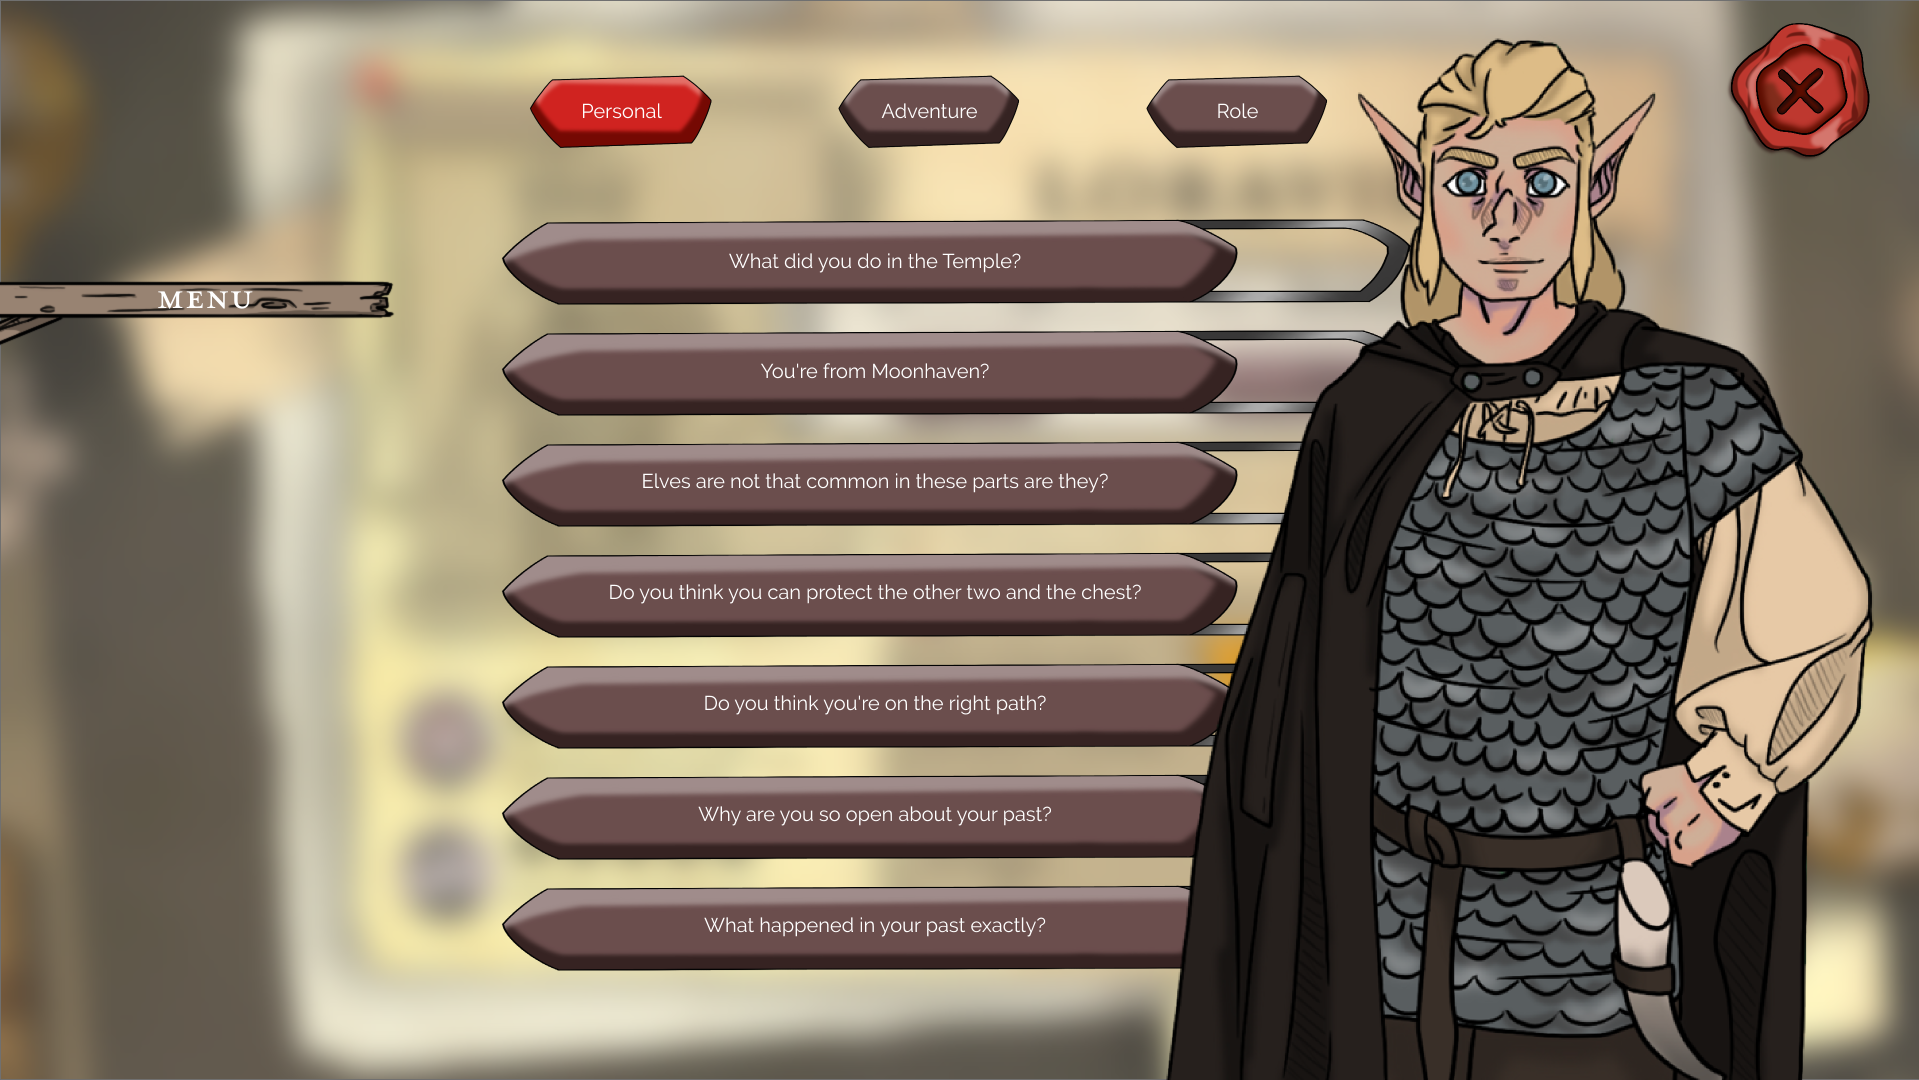 Personal
Adventure
Role
MENU
What did you do in the Temple?
You're from Moonhaven?
Elves are not that common in these parts are they?
Do you think you can protect the other two and the chest?
Do you think you're on the right path?
Why are you so open about your past?
What happened in your past exactly?